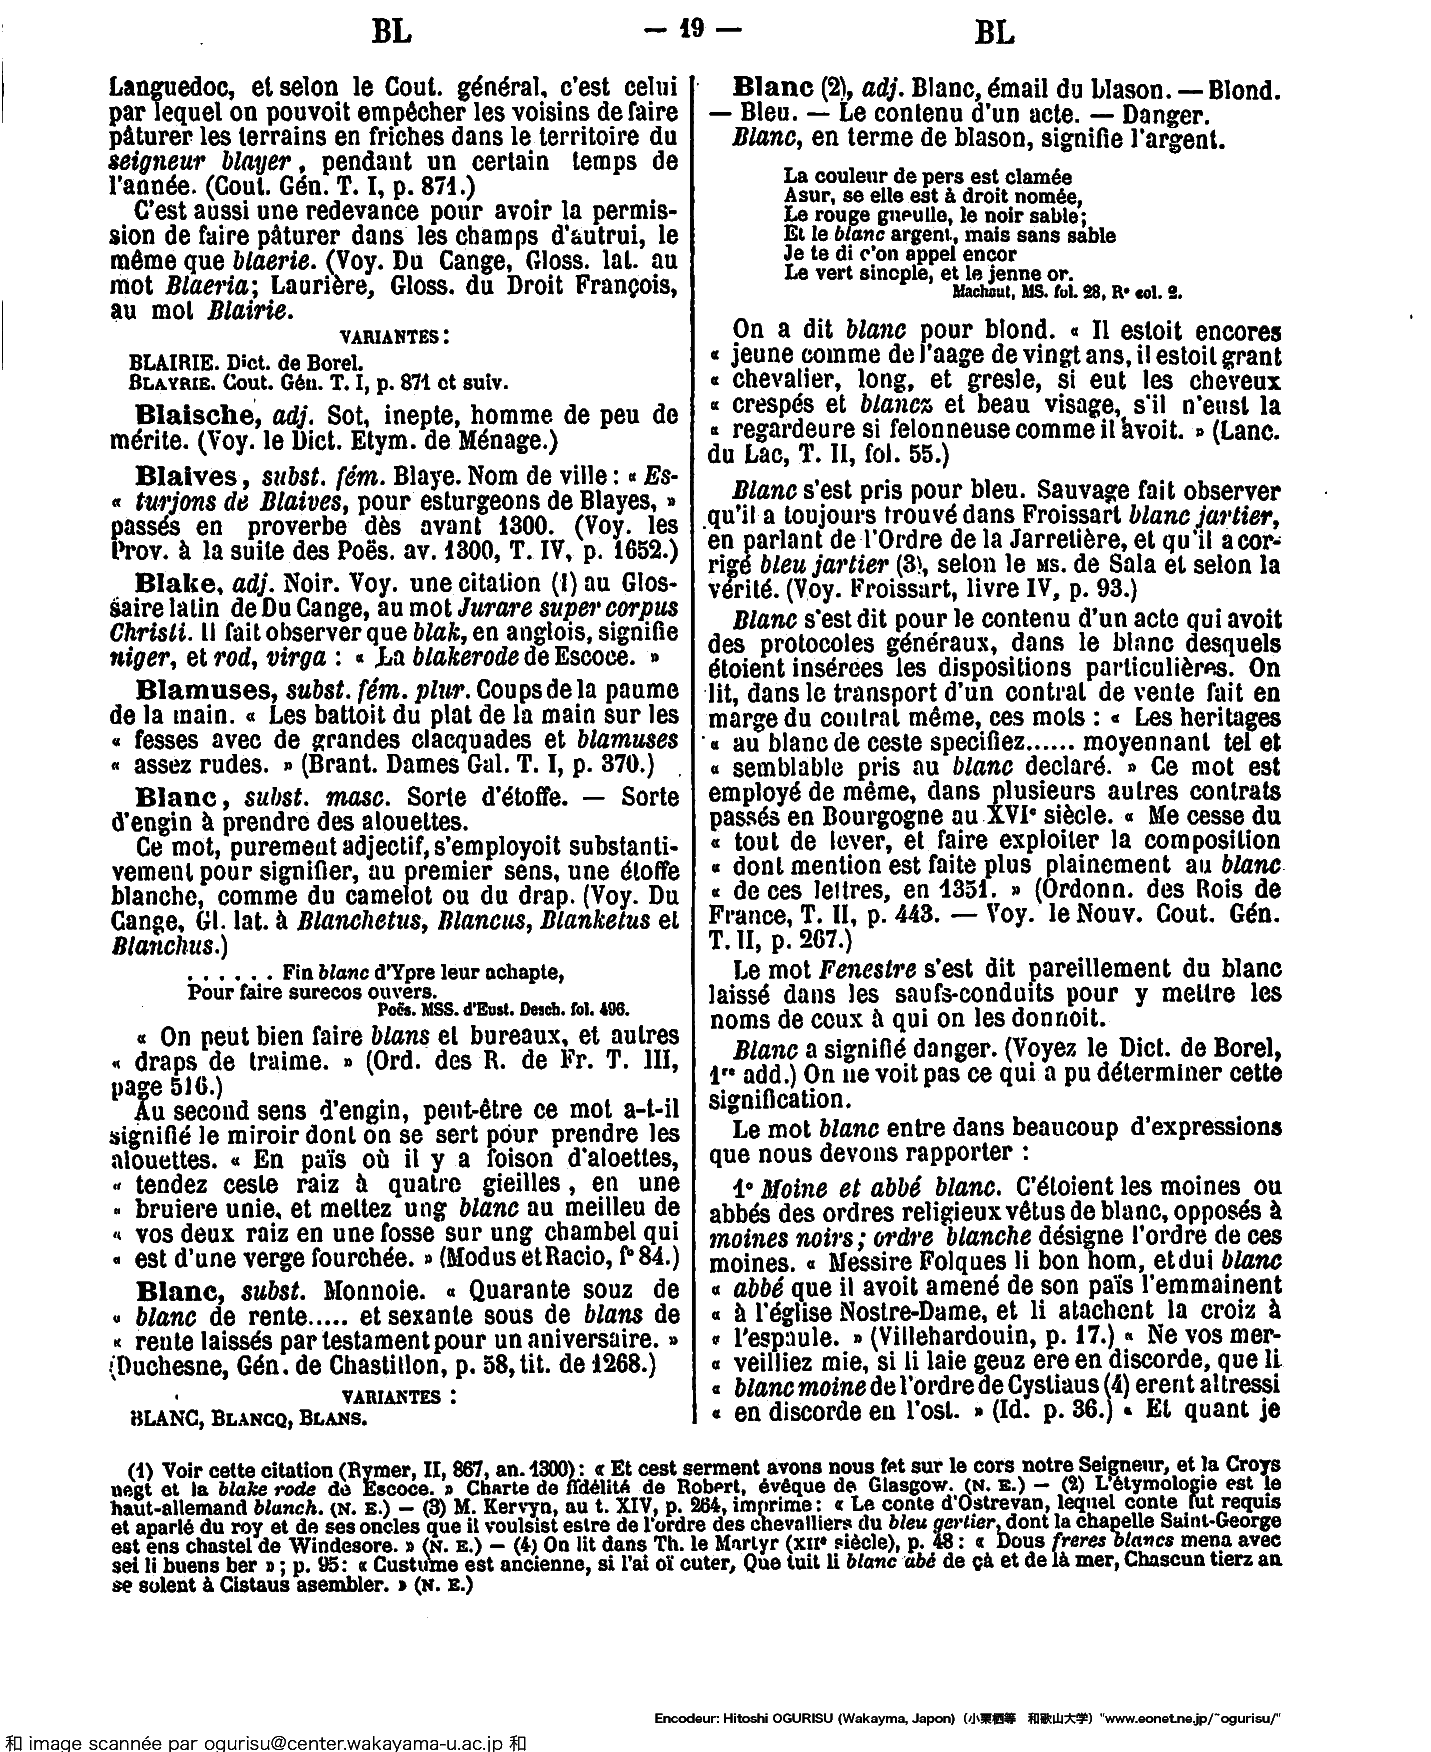 BL — 19 — BL
Languedoc, et selon le Cout. général, c'est celui
par lequel on pouvoit empêcher les voisins de faire
pâturer les terrains en friches dans le territoire du
seigneur blayer, pendant un certain temps de
l'année. (Cout. Gén. T. I, p. 871.)
C'est aussi une redevance pour avoir la permis-
sion de faire pâturer dans les champs d'autrui, le
même que blaerie. (Voy. Du Cange, Gloss. lat. au
mot Blaeria; Laurière, Gloss. du Droit François,
au mot Blairie.
VARIANTES :
BLAIRIE. Dict. de Borel.
BLAYRIE. Cout. Gén. T. I, p. 871 et suiv.
Blaische, adj. Sot, inepte, homme de peu de
mérite. (Voy. le Dict. Etym. de Ménage.)
Blaives, subst. fém. Blaye. Nom de ville : « Es-
« turjons de Blaives, pour esturgeons de Blayes, »
passés en proverbe dès avant 1300. (Voy. les
Prov. à la suite des Poës. av. 1300, T. IV, p. 1652.)
Blake, adj. Noir. Voy. une citation (1) au Glos-
saire latin de Du Cange, au mot Jurare super corpus
Christi. Il fait observer que blak, en anglois, signifie
niger, et rod, virga : « La blakerode de Escoce. »
Blamuses, subst. fém. plur. Coups de la paume
de la main. « Les battoit du plat de la main sur les
« fesses avec de grandes clacquades et blamuses
« assez rudes. » (Brant. Dames Gal. T. I, p. 370.)
Blanc, subst. masc. Sorte d'étoffe. — Sorte
d'engin à prendre des alouettes.
Ce mot, purement adjectif, s'employoit substanti-
vement pour signifier, au premier sens, une étoffe
blanche, comme du camelot ou du drap. (Voy. Du
Cange, Gl. lat. à Blanchetus, Blancus, Blanketus et
Blanchus.)
. . . . . . Fin blanc d'Ypre leur achapte,
Pour faire surecos ouvers.
Poës. MSS. d'Eust. Desch. fol. 496.
« On peut bien faire blans et bureaux, et autres
« draps de traime. » (Ord. des R. de Fr. T. III,
page 516.)
Au second sens d'engin, peut-être ce mot a-t-il
signifié le miroir dont on se sert pour prendre les
alouettes. « En païs où il y a foison d'aloettes,
« tendez ceste raiz à quatre gieilles, en une
« bruiere unie, et mettez ung blanc au meilleu de
« vos deux raiz en une fosse sur ung chambel qui
« est d'une verge fourchée. » (Modus et Racio, f° 84.)
Blanc, subst. Monnoie. « Quarante souz de
« blanc de rente..... et sexante sous de blans de
« rente laissés par testament pour un aniversaire. »
(Duchesne, Gén. de Chastillon, p. 58, tit. de 1268.)
VARIANTES :
BLANC, BLANCQ, BLANS.
Blanc (2), adj. Blanc, émail du blason. — Blond.
— Bleu. — Le contenu d'un acte. — Danger.
Blanc, en terme de blason, signifie l'argent.
La couleur de pers est clamée
Asur, se elle est à droit nomée,
Le rouge gueulle, le noir sable;
Et le blanc argent, mais sans sable
Je te di c'on appel encor
Le vert sinople, et le jenne or.
Machaut, MS. fol. 28, R° col. 2.
On a dit blanc pour blond. « Il estoit encores
« jeune comme de l'aage de vingt ans, il estoit grant
« chevalier, long, et gresle, si eut les cheveux
« crespés et blancz et beau visage, s'il n'eust la
« regardeure si felonneuse comme il avoit. » (Lanc.
du Lac, T. II, fol. 55.)
Blanc s'est pris pour bleu. Sauvage fait observer
qu'il a toujours trouvé dans Froissart blanc jartier,
en parlant de l'Ordre de la Jarretière, et qu'il a cor-
rigé bleu jartier (3), selon le MS. de Sala et selon la
vérité. (Voy. Froissart, livre IV, p. 93.)
Blanc s'est dit pour le contenu d'un acte qui avoit
des protocoles généraux, dans le blanc desquels
étoient insérées les dispositions particulières. On
lit, dans le transport d'un contrat de vente fait en
marge du contrat même, ces mots : « Les heritages
« au blanc de ceste specifiez...... moyennant tel et
« semblable pris au blanc declaré. » Ce mot est
employé de même, dans plusieurs autres contrats
passés en Bourgogne au XVIe siècle. « Me cesse du
« tout de lever, et faire exploiter la composition
« dont mention est faite plus plainement au blanc
« de ces lettres, en 1351. » (Ordonn. des Rois de
France, T. II, p. 443. — Voy. le Nouv. Cout. Gén.
T. II, p. 267.)
Le mot Fenestre s'est dit pareillement du blanc
laissé dans les saufs-conduits pour y mettre les
noms de ceux à qui on les donnoit.
Blanc a signifié danger. (Voyez le Dict. de Borel,
1re add.) On ne voit pas ce qui a pu déterminer cette
signification.
Le mot blanc entre dans beaucoup d'expressions
que nous devons rapporter :
1° Moine et abbé blanc. C'étoient les moines ou
abbés des ordres religieux vêtus de blanc, opposés à
moines noirs; ordre blanche désigne l'ordre de ces
moines. « Messire Folques li bon hom, et dui blanc
« abbé que il avoit amené de son païs l'emmainent
« à l'église Nostre-Dame, et li atachent la croiz à
« l'espaule. » (Villehardouin, p. 17.) « Ne vos mer-
« veilliez mie, si li laie geuz ere en discorde, que li
« blanc moine de l'ordre de Cystiaus (4) erent altressi
« en discorde en l'ost. » (Id. p. 36.) « Et quant je
(1) Voir cette citation (Rymer, II, 867, an. 1300) : « Et cest serment avons nous fet sur le cors notre Seigneur, et la Croys
negt et la blake rode de Escoce. » Charte de fidélité de Robert, évêque de Glasgow. (N. E.) — (2) L'étymologie est le
haut-allemand blanch. (N. E.) — (3) M. Kervyn, au t. XIV, p. 264, imprime : « Le conte d'Ostrevan, lequel conte fut requis
et aparlé du roy et de ses oncles que il voulsist estre de l'ordre des chevalliers du bleu gertier, dont la chapelle Saint-George
est ens chastel de Windesore. » (N. E.) — (4) On lit dans Th. le Martyr (XIIe siècle), p. 48 : « Dous freres blancs mena avec
sei li buens ber » ; p. 95 : « Custume est ancienne, si l'ai oï cuter, Que tuit li blanc abé de çà et de là mer, Chascun tierz an
se solent à Cistaus asembler. » (N. E.)
Encodeur: Hitoshi OGURISU (Wakayma, Japon) (小栗栖等 和歌山大学) "www.eonet.ne.jp/~ogurisu/"
和 image scannée par ogurisu@center.wakayama-u.ac.jp 和